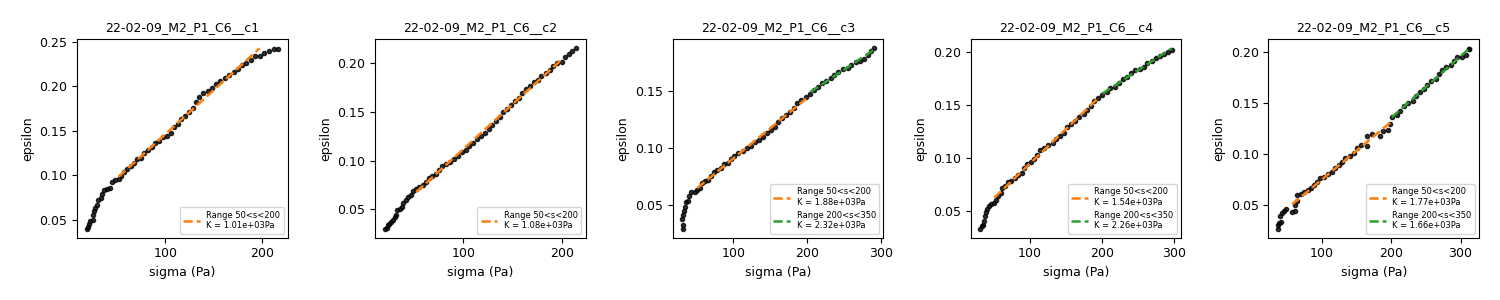 22-02-09_M2_P1_C6__c1
epsilon
0.25
0.20
0.15
0.10
0.05
100
200
sigma (Pa)
Range 50<s<200
K = 1.01e+03Pa
22-02-09_M2_P1_C6__c2
epsilon
0.20
0.15
0.10
0.05
100
200
sigma (Pa)
Range 50<s<200
K = 1.08e+03Pa
22-02-09_M2_P1_C6__c3
epsilon
0.15
0.10
0.05
100
200
300
sigma (Pa)
Range 50<s<200
K = 1.88e+03Pa
Range 200<s<350
K = 2.32e+03Pa
22-02-09_M2_P1_C6__c4
epsilon
0.20
0.15
0.10
0.05
100
200
300
sigma (Pa)
Range 50<s<200
K = 1.54e+03Pa
Range 200<s<350
K = 2.26e+03Pa
22-02-09_M2_P1_C6__c5
epsilon
0.20
0.15
0.10
0.05
100
200
300
sigma (Pa)
Range 50<s<200
K = 1.77e+03Pa
Range 200<s<350
K = 1.66e+03Pa